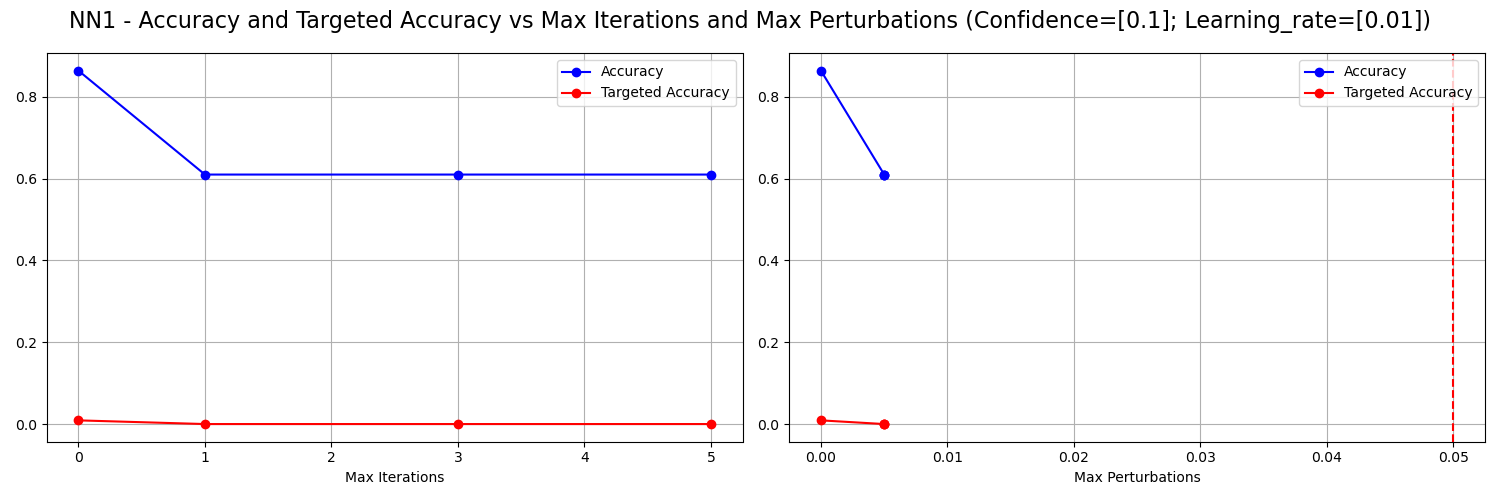 NN1 - Accuracy and Targeted Accuracy vs Max Iterations and Max Perturbations (Confidence=[0.1]; Learning_rate=[0.01])
Accuracy
Targeted Accuracy
0.8
0.6
0.4
0.2
0.0
0 1 2 3 4 5
Max Iterations
Accuracy
Targeted Accuracy
0.8
0.6
0.4
0.2
0.0
0.00 0.01 0.02 0.03 0.04 0.05
Max Perturbations